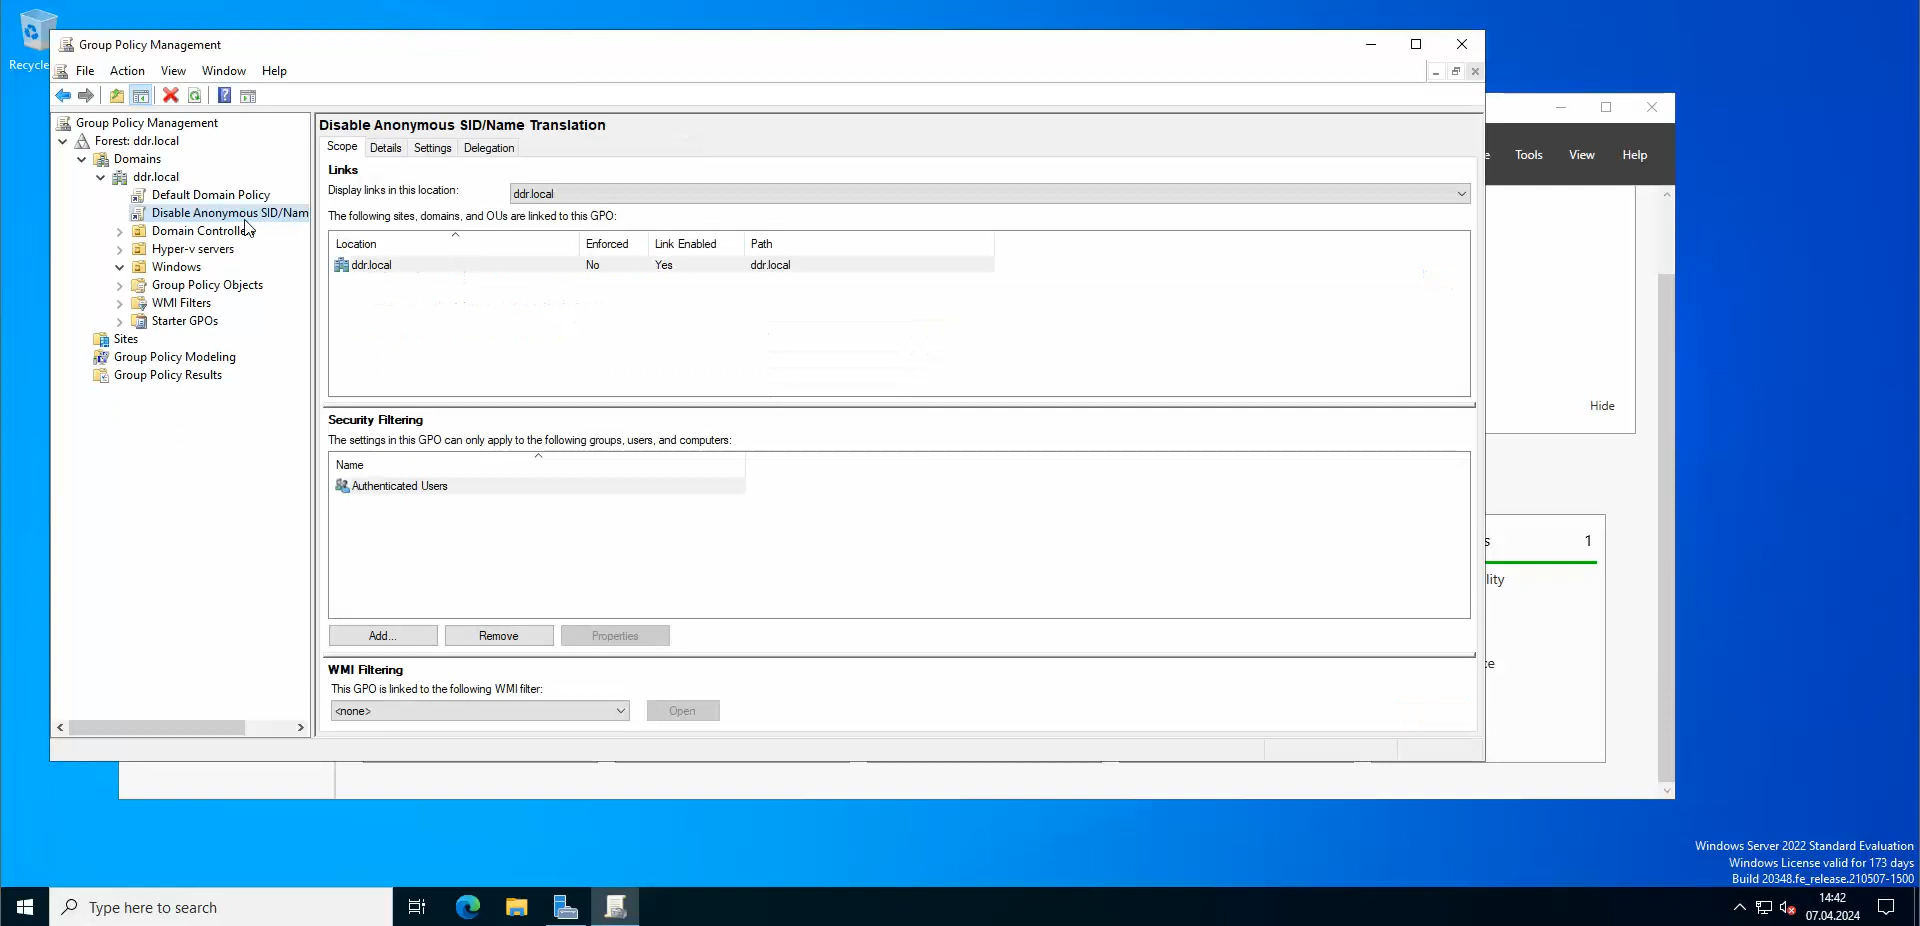 Recycle
Group Policy Management
File Action View Window Help
Group Policy Management
Forest: ddr.local
Domains
ddr.local
Default Domain Policy
Disable Anonymous SID/Nam
Domain Controlle
Hyper-v servers
Windows
Group Policy Objects
WMI Filters
Starter GPOs
Sites
Group Policy Modeling
Group Policy Results
Disable Anonymous SID/Name Translation
Scope Details Settings Delegation
Links
Display links in this location: ddr.local
The following sites, domains, and OUs are linked to this GPO:
Location Enforced Link Enabled Path
ddr.local No Yes ddr.local
Security Filtering
The settings in this GPO can only apply to the following groups, users, and computers:
Name
Authenticated Users
Add... Remove Properties
WMI Filtering
This GPO is linked to the following WMI filter:
<none> Open
e Tools View Help
Hide
s 1
lity
ce
Windows Server 2022 Standard Evaluation
Windows License valid for 173 days
Build 20348.fe_release.210507-1500
Type here to search
14:42
07.04.2024